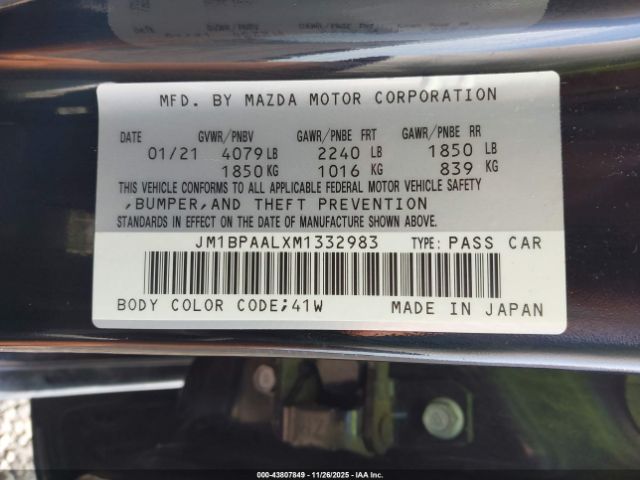 MFD. BY MAZDA MOTOR CORPORATION
DATE GVWR/PNBV GAWR/PNBE FRT GAWR/PNBE RR
01/21 4079 LB 2240 LB 1850 LB
1850 KG 1016 KG 839 KG
THIS VEHICLE CONFORMS TO ALL APPLICABLE FEDERAL MOTOR VEHICLE SAFETY
,BUMPER,AND THEFT PREVENTION
STANDARDS IN EFFECT ON THE DATE OF MANUFACTURE SHOWN ABOVE.
JM1BPAALXM1332983 TYPE: PASS CAR
BODY COLOR CODE;41W MADE IN JAPAN
000-43807849 - 11/26/2025 - IAA, Inc.